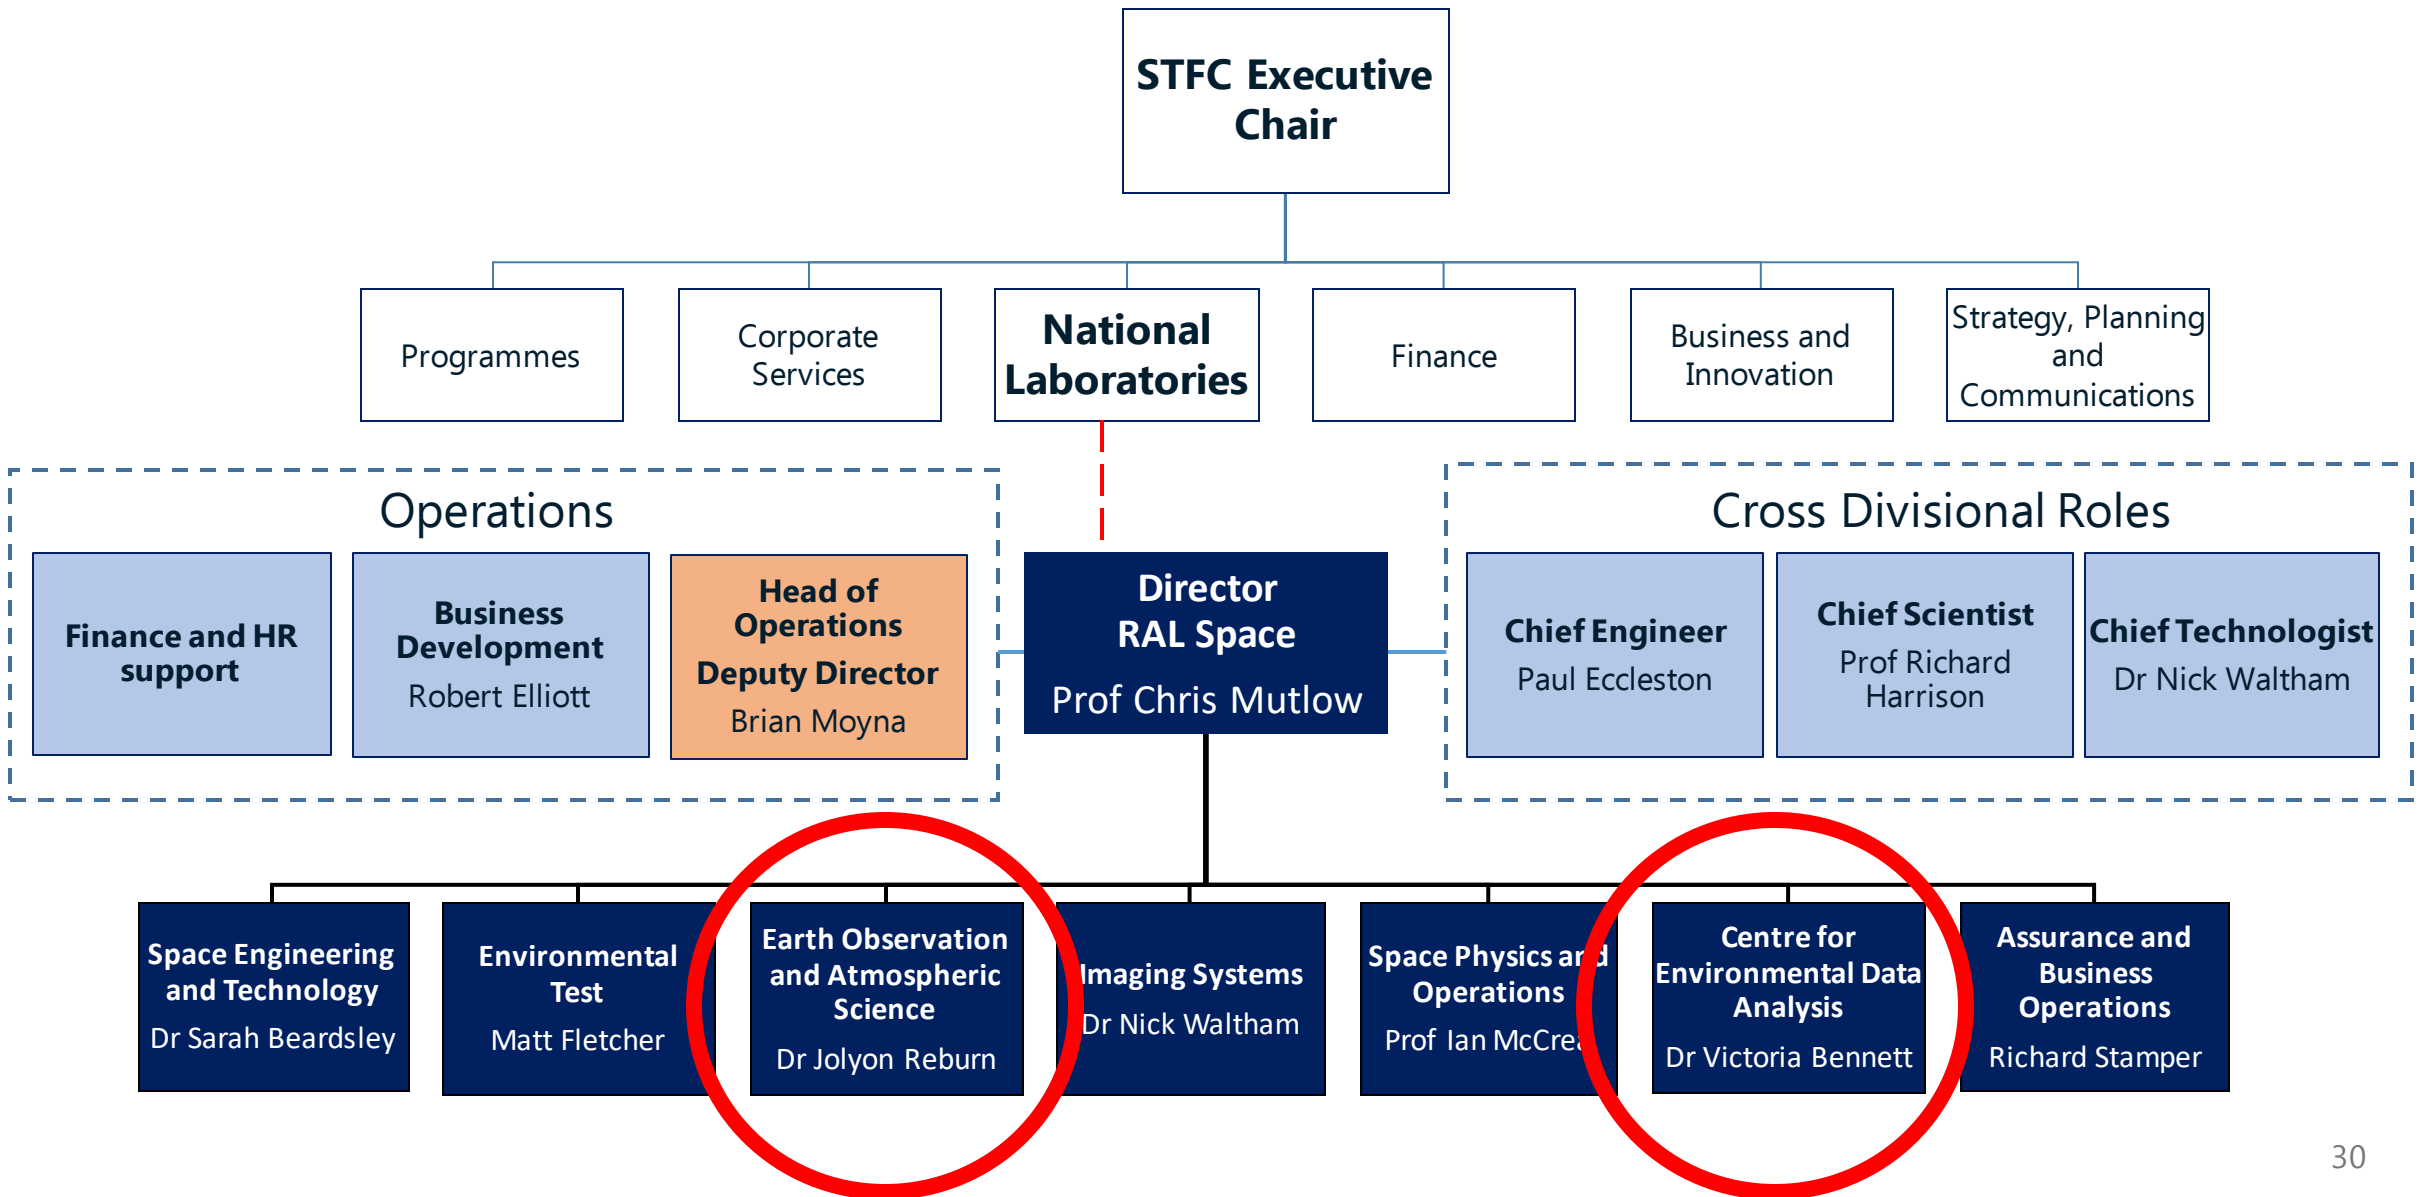 STFC Executive
Chair
Programmes
Corporate
Services
National
Laboratories
Finance
Business and
Innovation
Strategy, Planning
and
Communications
Operations
Finance and HR
support
Business
Development
Robert Elliott
Head of
Operations
Deputy Director
Brian Moyna
Director
RAL Space
Prof Chris Mutlow
Cross Divisional Roles
Chief Engineer
Paul Eccleston
Chief Scientist
Prof Richard
Harrison
Chief Technologist
Dr Nick Waltham
Space Engineering
and Technology
Dr Sarah Beardsley
Environmental
Test
Matt Fletcher
Earth Observation
and Atmospheric
Science
Dr Jolyon Reburn
Imaging Systems
Dr Nick Waltham
Space Physics and
Operations
Prof Ian McCrea
Centre for
Environmental Data
Analysis
Dr Victoria Bennett
Assurance and
Business
Operations
Richard Stamper
30